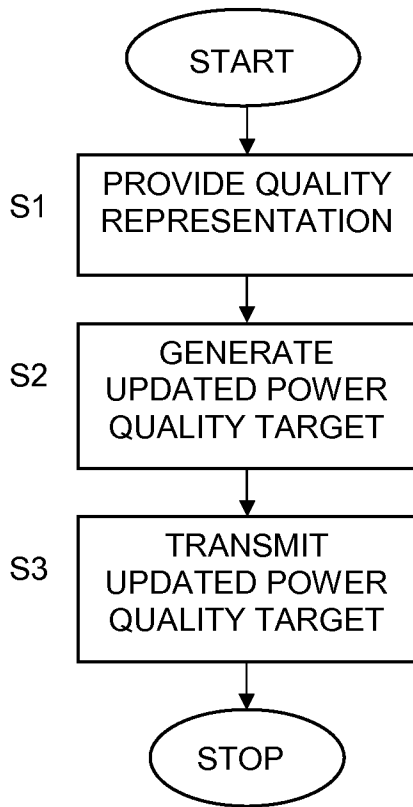 START
S1
PROVIDE QUALITY
REPRESENTATION
S2
GENERATE
UPDATED POWER
QUALITY TARGET
S3
TRANSMIT
UPDATED POWER
QUALITY TARGET
STOP